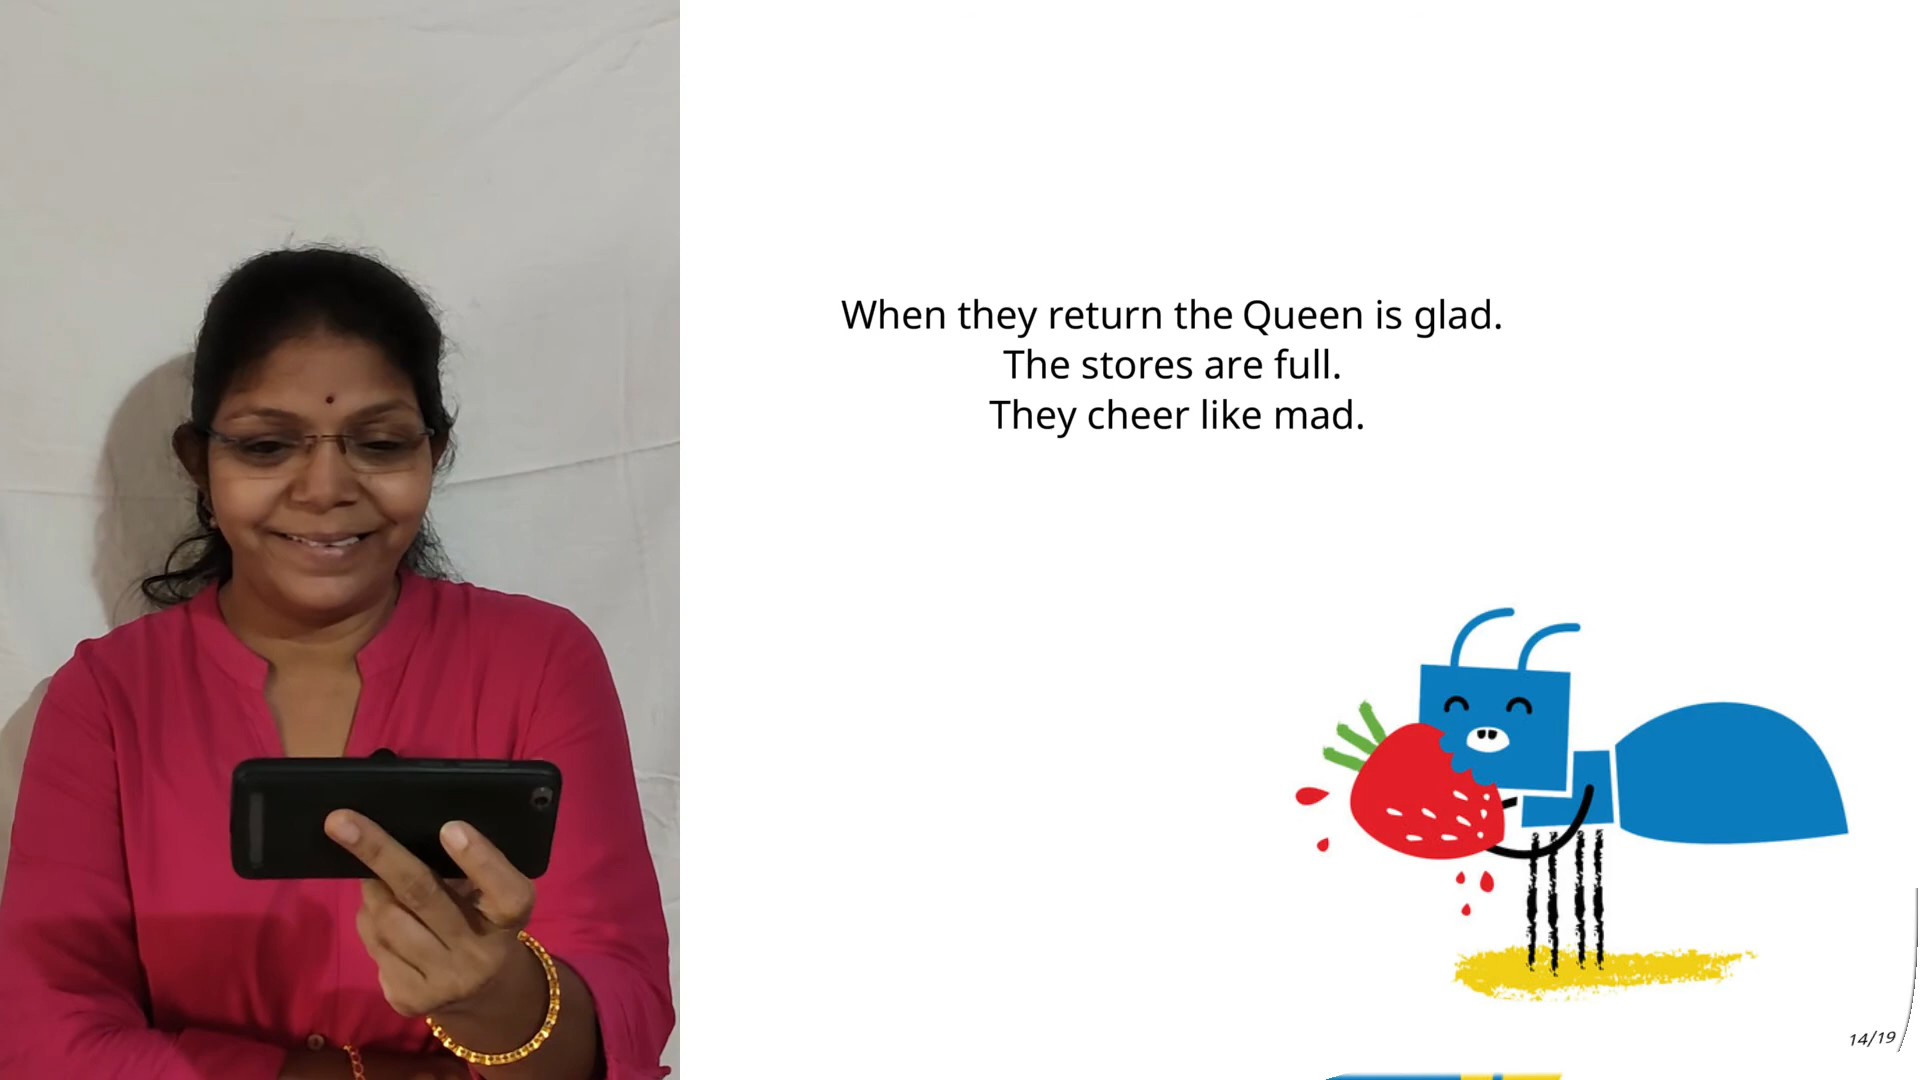 When they return the Queen is glad.
The stores are full.
They cheer like mad.
14/19